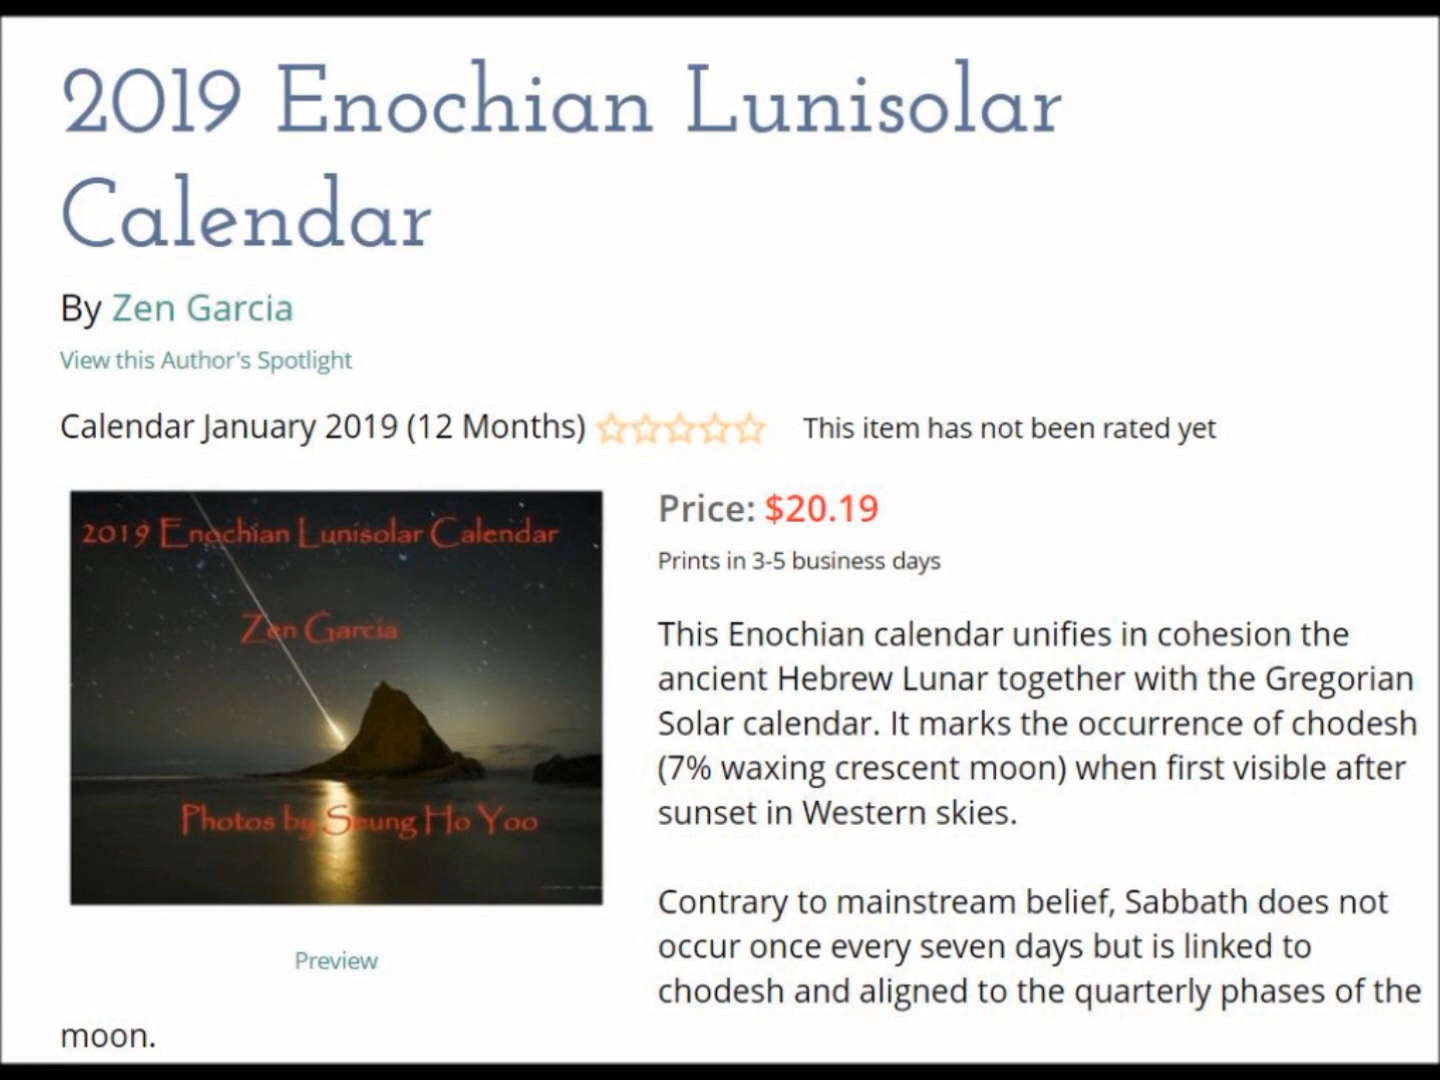 2019 Enochian Lunisolar
Calendar
By Zen Garcia
View this Author's Spotlight
Calendar January 2019 (12 Months)
This item has not been rated yet
2019 Enochian Lunisolar Calendar
Zen Garcia
Photos by Seung Ho Yoo
Preview
Price: $20.19
Prints in 3-5 business days
This Enochian calendar unifies in cohesion the
ancient Hebrew Lunar together with the Gregorian
Solar calendar. It marks the occurrence of chodesh
(7% waxing crescent moon) when first visible after
sunset in Western skies.
Contrary to mainstream belief, Sabbath does not
occur once every seven days but is linked to
chodesh and aligned to the quarterly phases of the
moon.